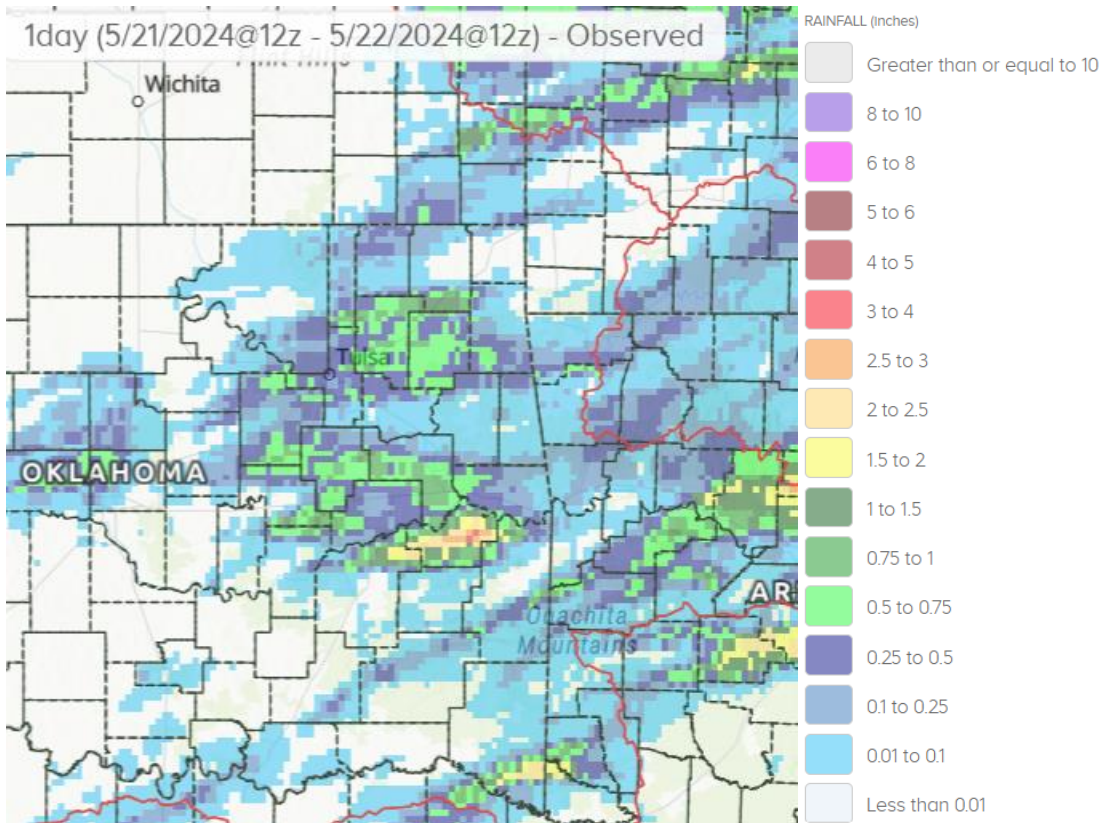 1day (5/21/2024@12z - 5/22/2024@12z) - Observed
Flint Hills
Wichita
Tulsa
OKLAHOMA
AR
Ouachita
Mountains
RAINFALL (Inches)
Greater than or equal to 10
8 to 10
6 to 8
5 to 6
4 to 5
3 to 4
2.5 to 3
2 to 2.5
1.5 to 2
1 to 1.5
0.75 to 1
0.5 to 0.75
0.25 to 0.5
0.1 to 0.25
0.01 to 0.1
Less than 0.01